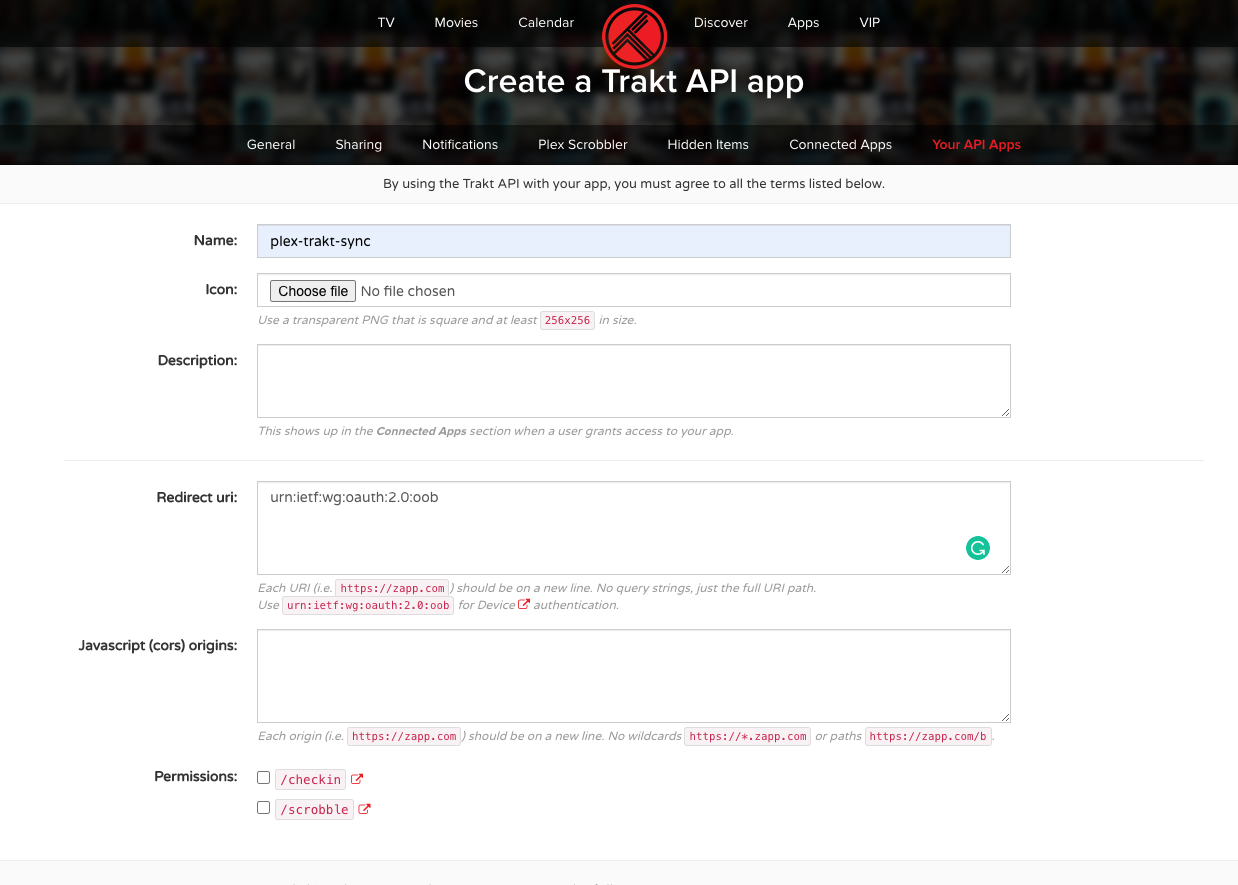 TV Movies Calendar Discover Apps VIP
Create a Trakt API app
General Sharing Notifications Plex Scrobbler Hidden Items Connected Apps Your API Apps
By using the Trakt API with your app, you must agree to all the terms listed below.
Name: plex-trakt-sync
Icon: Choose file No file chosen
Use a transparent PNG that is square and at least 256x256 in size.
Description:
This shows up in the Connected Apps section when a user grants access to your app.
Redirect uri: urn:ietf:wg:oauth:2.0:oob
Each URI (i.e. https://zapp.com) should be on a new line. No query strings, just the full URI path.
Use urn:ietf:wg:oauth:2.0:oob for Device authentication.
Javascript (cors) origins:
Each origin (i.e. https://zapp.com) should be on a new line. No wildcards https://*.zapp.com or paths https://zapp.com/b.
Permissions: /checkin
/scrobble